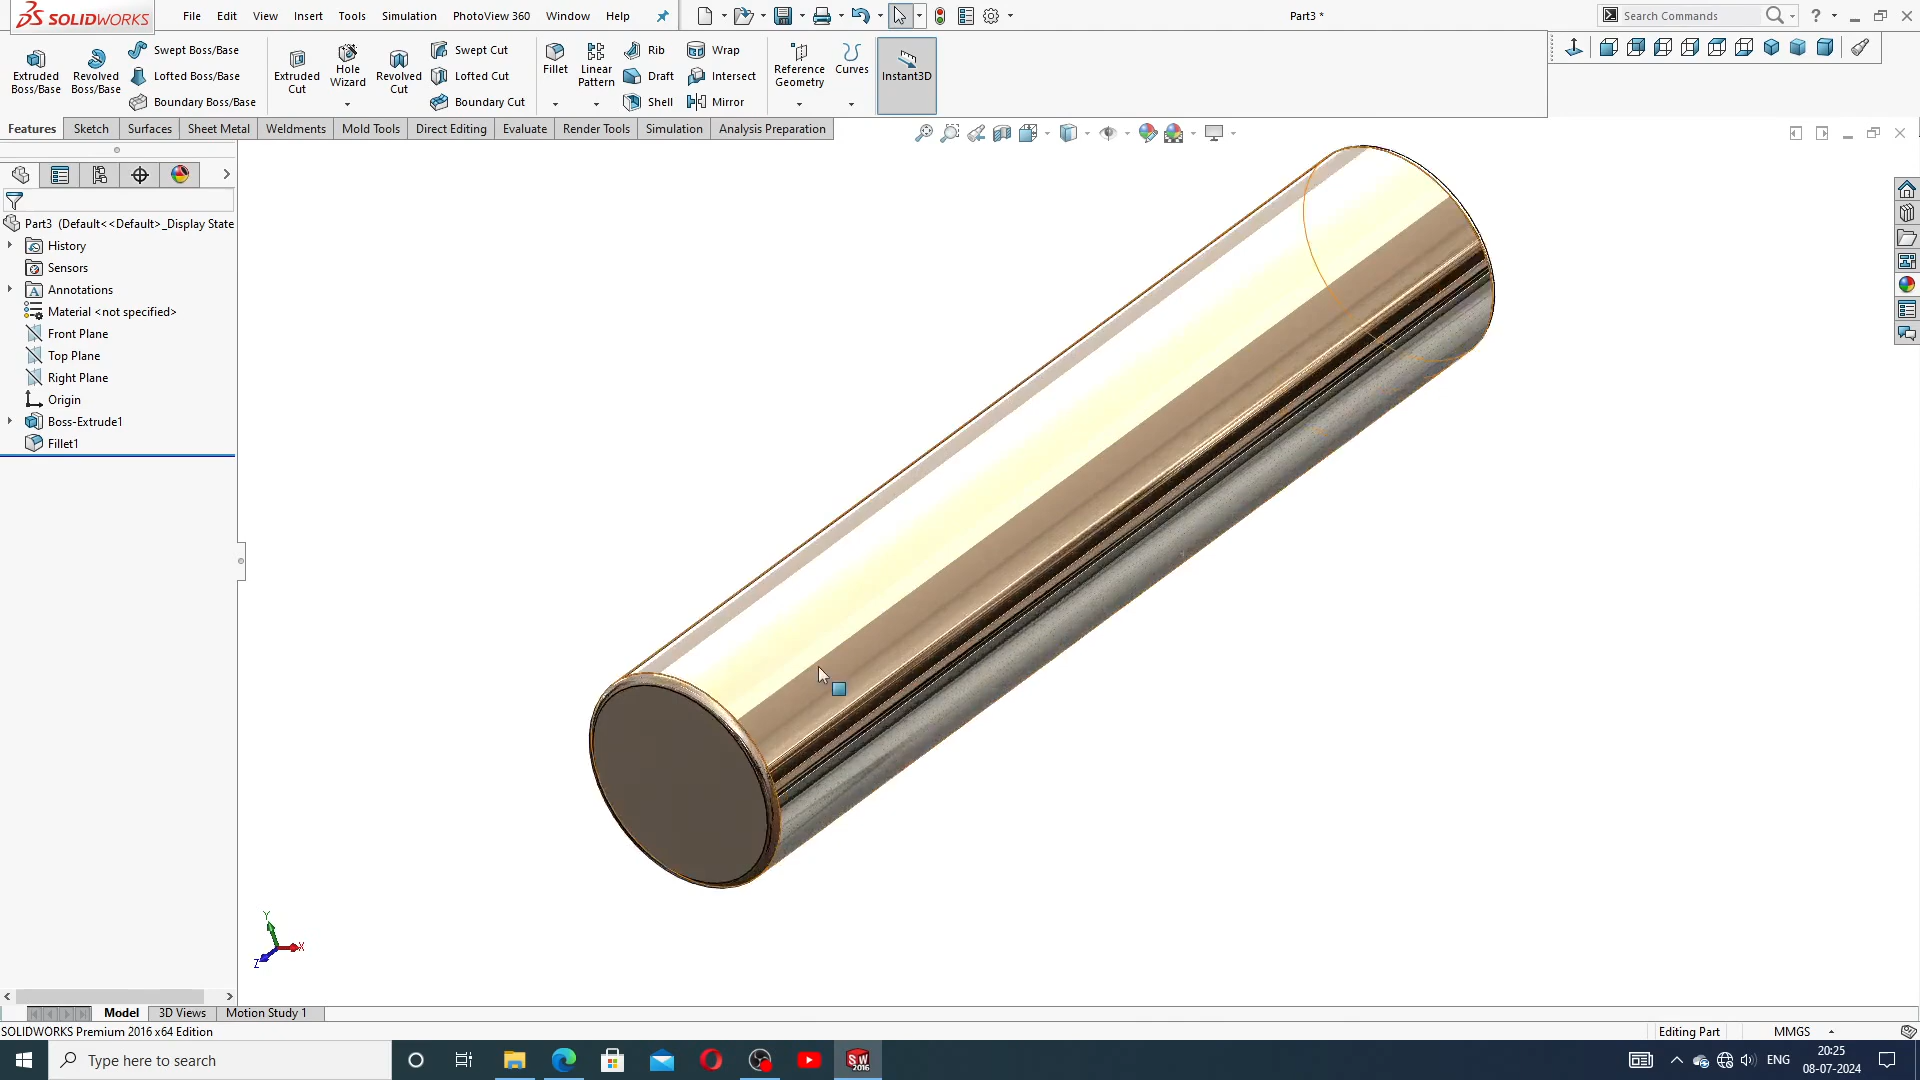 SOLIDWORKS File Edit View Insert Tools Simulation PhotoView 360 Window Help Part3 * Search Commands ?
Extruded Boss/Base Revolved Boss/Base Swept Boss/Base Lofted Boss/Base Boundary Boss/Base Extruded Cut Hole Wizard Revolved Cut Swept Cut Lofted Cut Boundary Cut Fillet Linear Pattern Rib Draft Shell Wrap Intersect Mirror Reference Geometry Curves Instant3D
Features Sketch Surfaces Sheet Metal Weldments Mold Tools Direct Editing Evaluate Render Tools Simulation Analysis Preparation
Part3 (Default<<Default>_Display State
History
Sensors
Annotations
Material <not specified>
Front Plane
Top Plane
Right Plane
Origin
Boss-Extrude1
Fillet1
Y
X
Z
Model 3D Views Motion Study 1
SOLIDWORKS Premium 2016 x64 Edition Editing Part MMGS
Type here to search SW 2016 ENG 20:25
08-07-2024